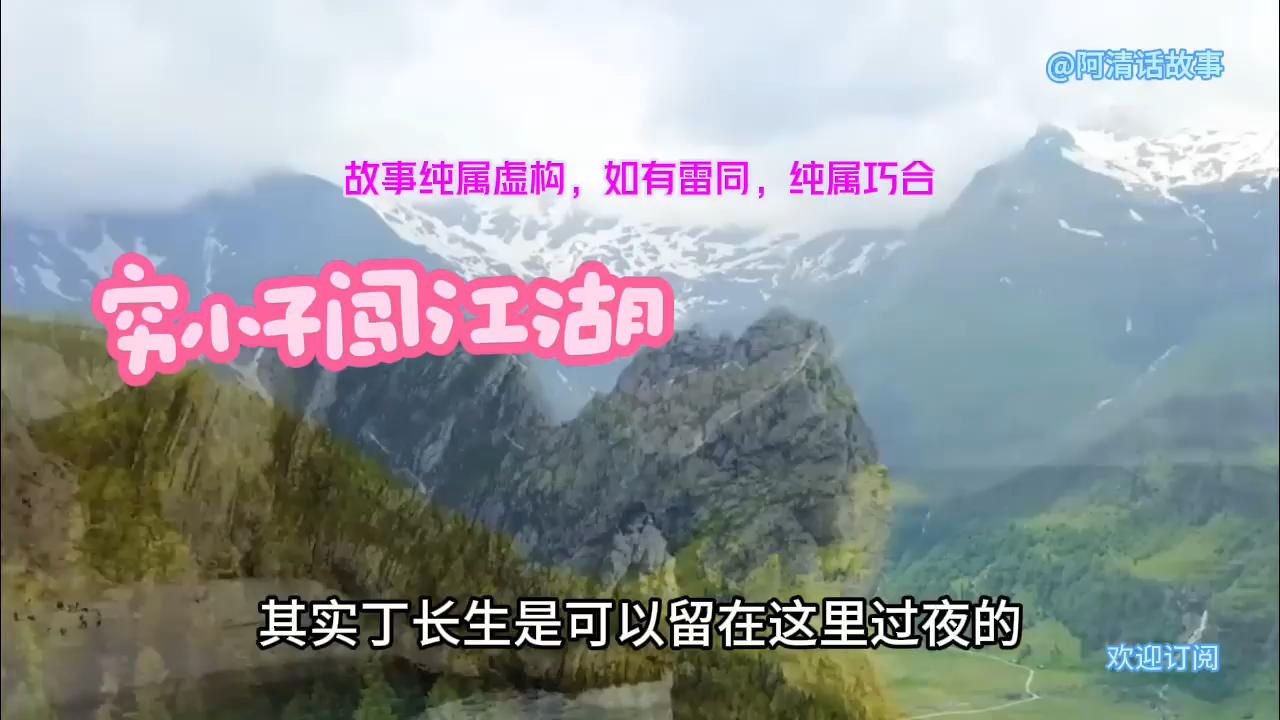 @阿清话故事
故事纯属虚构，如有雷同，纯属巧合
穷小子闯江湖
其实丁长生是可以留在这里过夜的
欢迎订阅